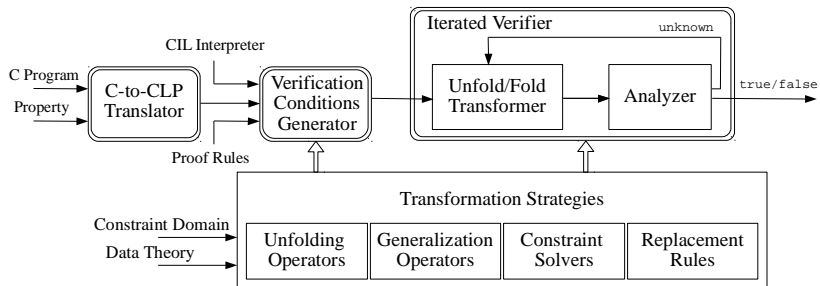 Iterated Verifier
unknown
CIL Interpreter
C Program
Property
C-to-CLP
Translator
Verification
Conditions
Generator
Unfold/Fold
Transformer
Analyzer
true/false
Proof Rules
Transformation Strategies
Constraint Domain
Data Theory
Unfolding
Operators
Generalization
Operators
Constraint
Solvers
Replacement
Rules